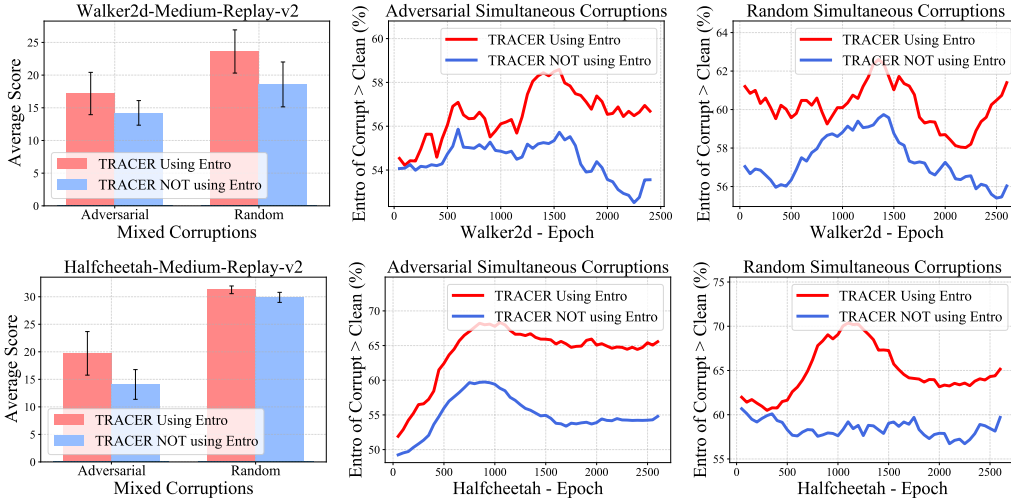 Walker2d-Medium-Replay-v2
Average Score
25
20
15
10
5
0
TRACER Using Entro
TRACER NOT using Entro
Adversarial
Random
Mixed Corruptions
Adversarial Simultaneous Corruptions
Entro of Corrupt > Clean (%)
60
58
56
54
TRACER Using Entro
TRACER NOT using Entro
0
500
1000
1500
2000
2500
Walker2d - Epoch
Random Simultaneous Corruptions
Entro of Corrupt > Clean (%)
64
62
60
58
56
TRACER Using Entro
TRACER NOT using Entro
0
500
1000
1500
2000
2500
Walker2d - Epoch
Halfcheetah-Medium-Replay-v2
Average Score
30
25
20
15
10
5
0
TRACER Using Entro
TRACER NOT using Entro
Adversarial
Random
Mixed Corruptions
Adversarial Simultaneous Corruptions
Entro of Corrupt > Clean (%)
70
65
60
55
50
TRACER Using Entro
TRACER NOT using Entro
0
500
1000
1500
2000
2500
Halfcheetah - Epoch
Random Simultaneous Corruptions
Entro of Corrupt > Clean (%)
75
70
65
60
55
TRACER Using Entro
TRACER NOT using Entro
0
500
1000
1500
2000
2500
Halfcheetah - Epoch